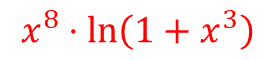 x⁸ · ln(1 + x³)